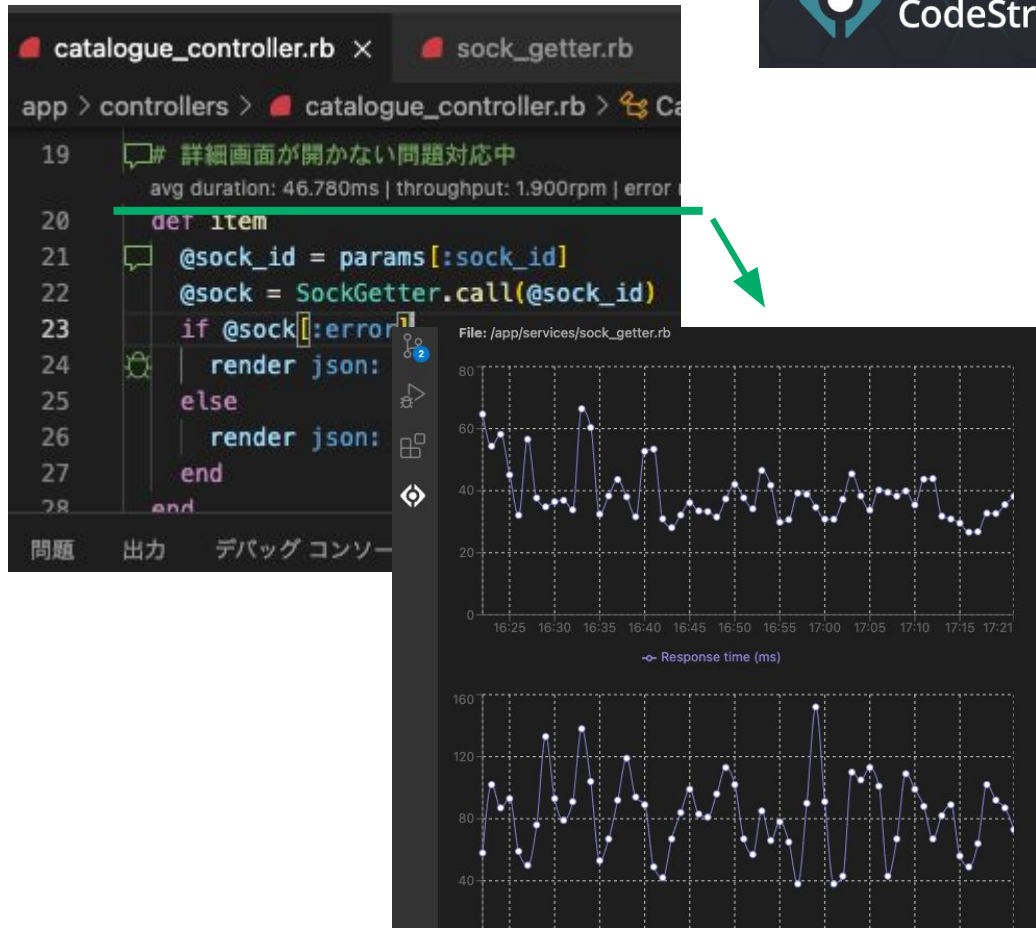 CodeStr
catalogue_controller.rb ×
sock_getter.rb
app > controllers > catalogue_controller.rb > Ca
19 # 詳細画面が開かない問題対応中
avg duration: 46.780ms | throughput: 1.900rpm | error
20 def item
21 @sock_id = params[:sock_id]
22 @sock = SockGetter.call(@sock_id)
23 if @sock[:error]
24 render json:
25 else
26 render json:
27 end
28 end
問題 出力 デバッグ コンソー
2
File: /app/services/sock_getter.rb
80
60
40
20
0
16:25 16:30 16:35 16:40 16:45 16:50 16:55 17:00 17:05 17:10 17:15 17:21
Response time (ms)
160
120
80
40